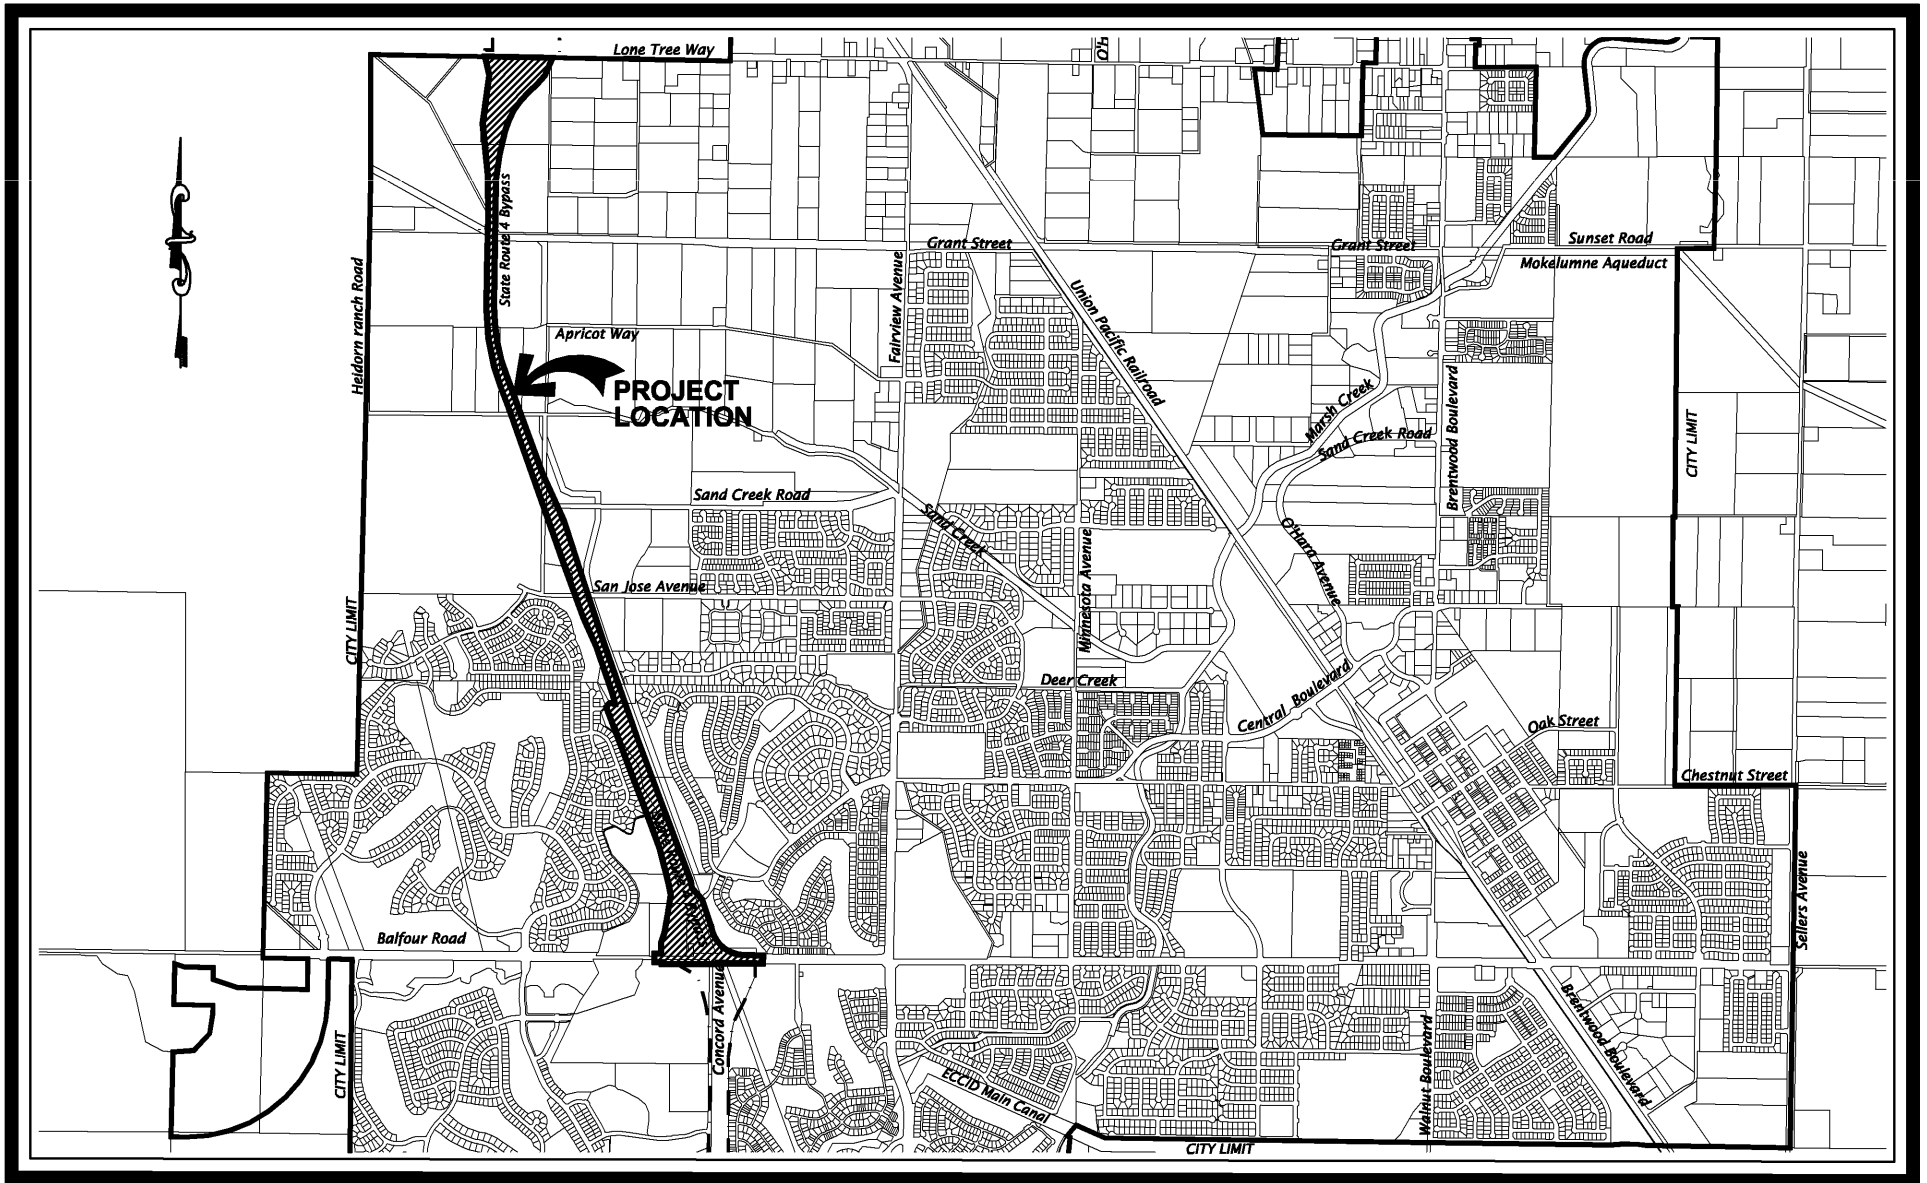 Lone Tree Way
O'H
State Route 4 Bypass
Grant Street
Grant Street
Sunset Road
Mokelumne Aqueduct
Heidorn ranch Road
Fairview Avenue
Union Pacific Railroad
Apricot Way
PROJECT
LOCATION
Marsh Creek
Sand Creek Road
Brentwood Boulevard
CITY LIMIT
Sand Creek Road
Sand Creek
O'Hara Avenue
Minnesota Avenue
San Jose Avenue
CITY LIMIT
Deer Creek
Central Boulevard
Oak Street
Chestnut Street
Sellers Avenue
Balfour Road
Concord Avenue
CITY LIMIT
ECCID Main Canal
Walnut Boulevard
Brentwood Boulevard
CITY LIMIT